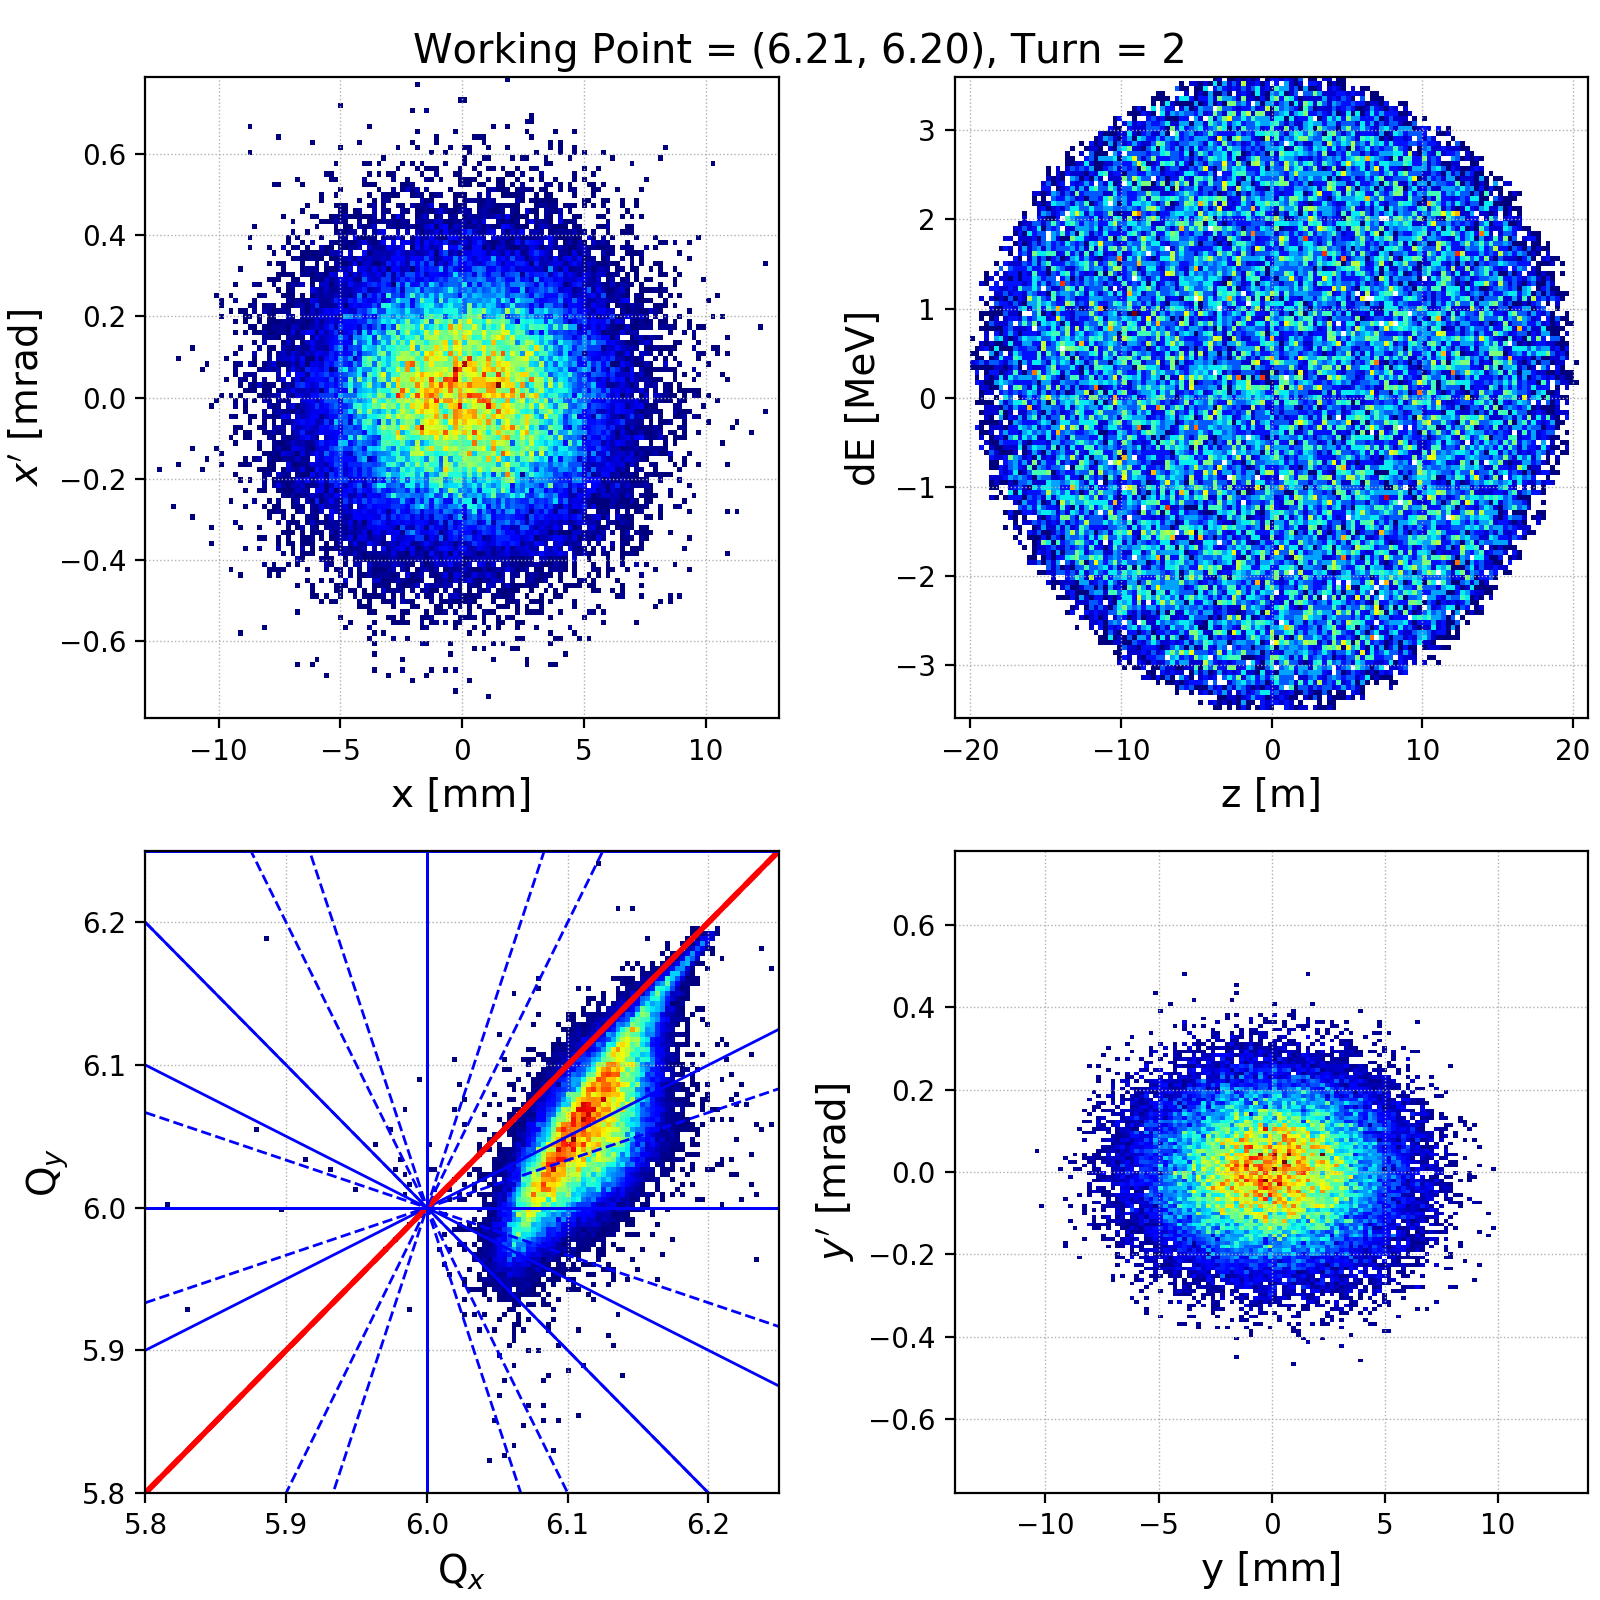 Working Point = (6.21, 6.20), Turn = 2
0.6
0.4
0.2
0.0
−0.2
−0.4
−0.6
x′ [mrad]
−10 −5 0 5 10
x [mm]
3
2
1
0
−1
−2
−3
dE [MeV]
−20 −10 0 10 20
z [m]
6.2
6.1
6.0
5.9
5.8
Qy
5.8 5.9 6.0 6.1 6.2
Qx
0.6
0.4
0.2
0.0
−0.2
−0.4
−0.6
y′ [mrad]
−10 −5 0 5 10
y [mm]